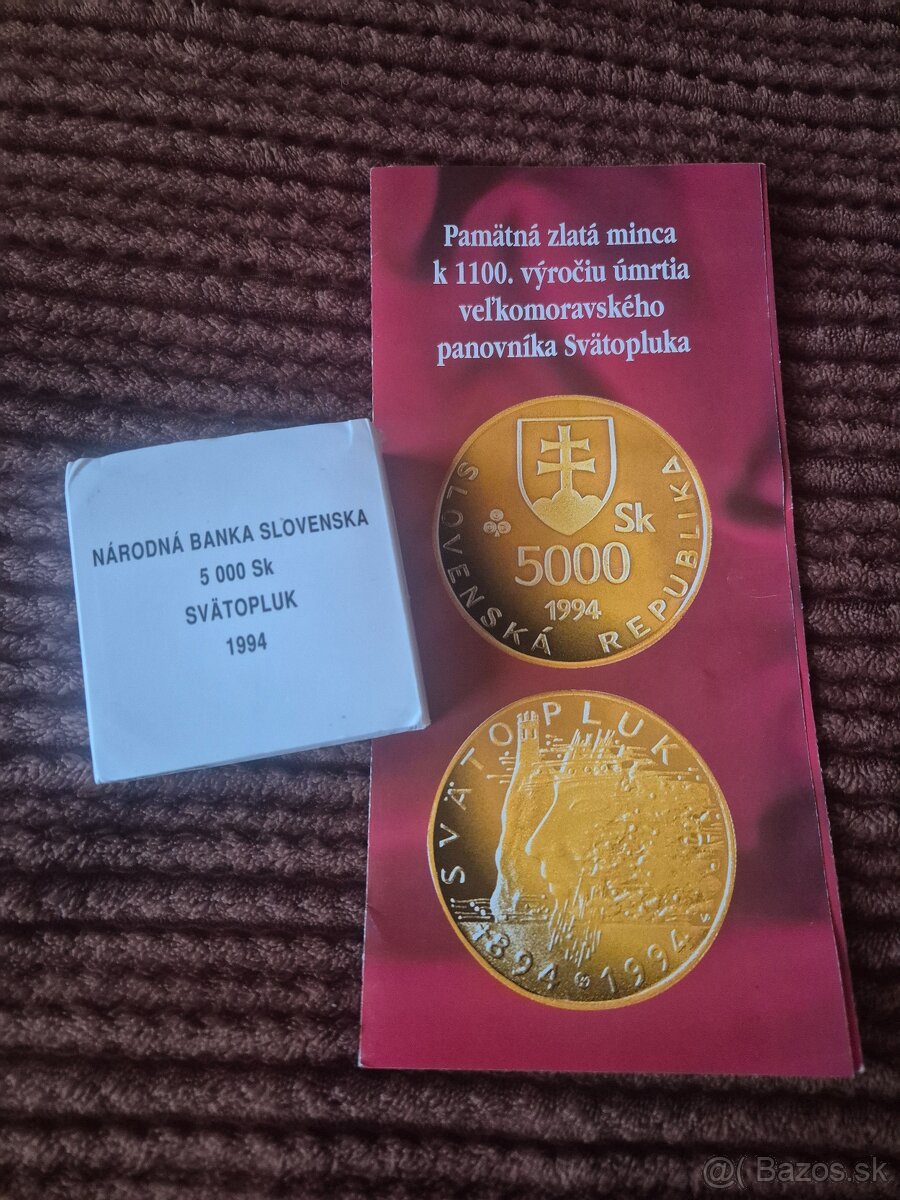 Pamätná zlatá minca
k 1100. výročiu úmrtia
veľkomoravského
panovníka Svätopluka
NÁRODNÁ BANKA SLOVENSKA
5 000 Sk
SVÄTOPLUK
1994
Sk
5000
1994
SLOVENSKÁ REPUBLIKA
SVÄTOPLUK
†894 1994
@( Bazos.sk